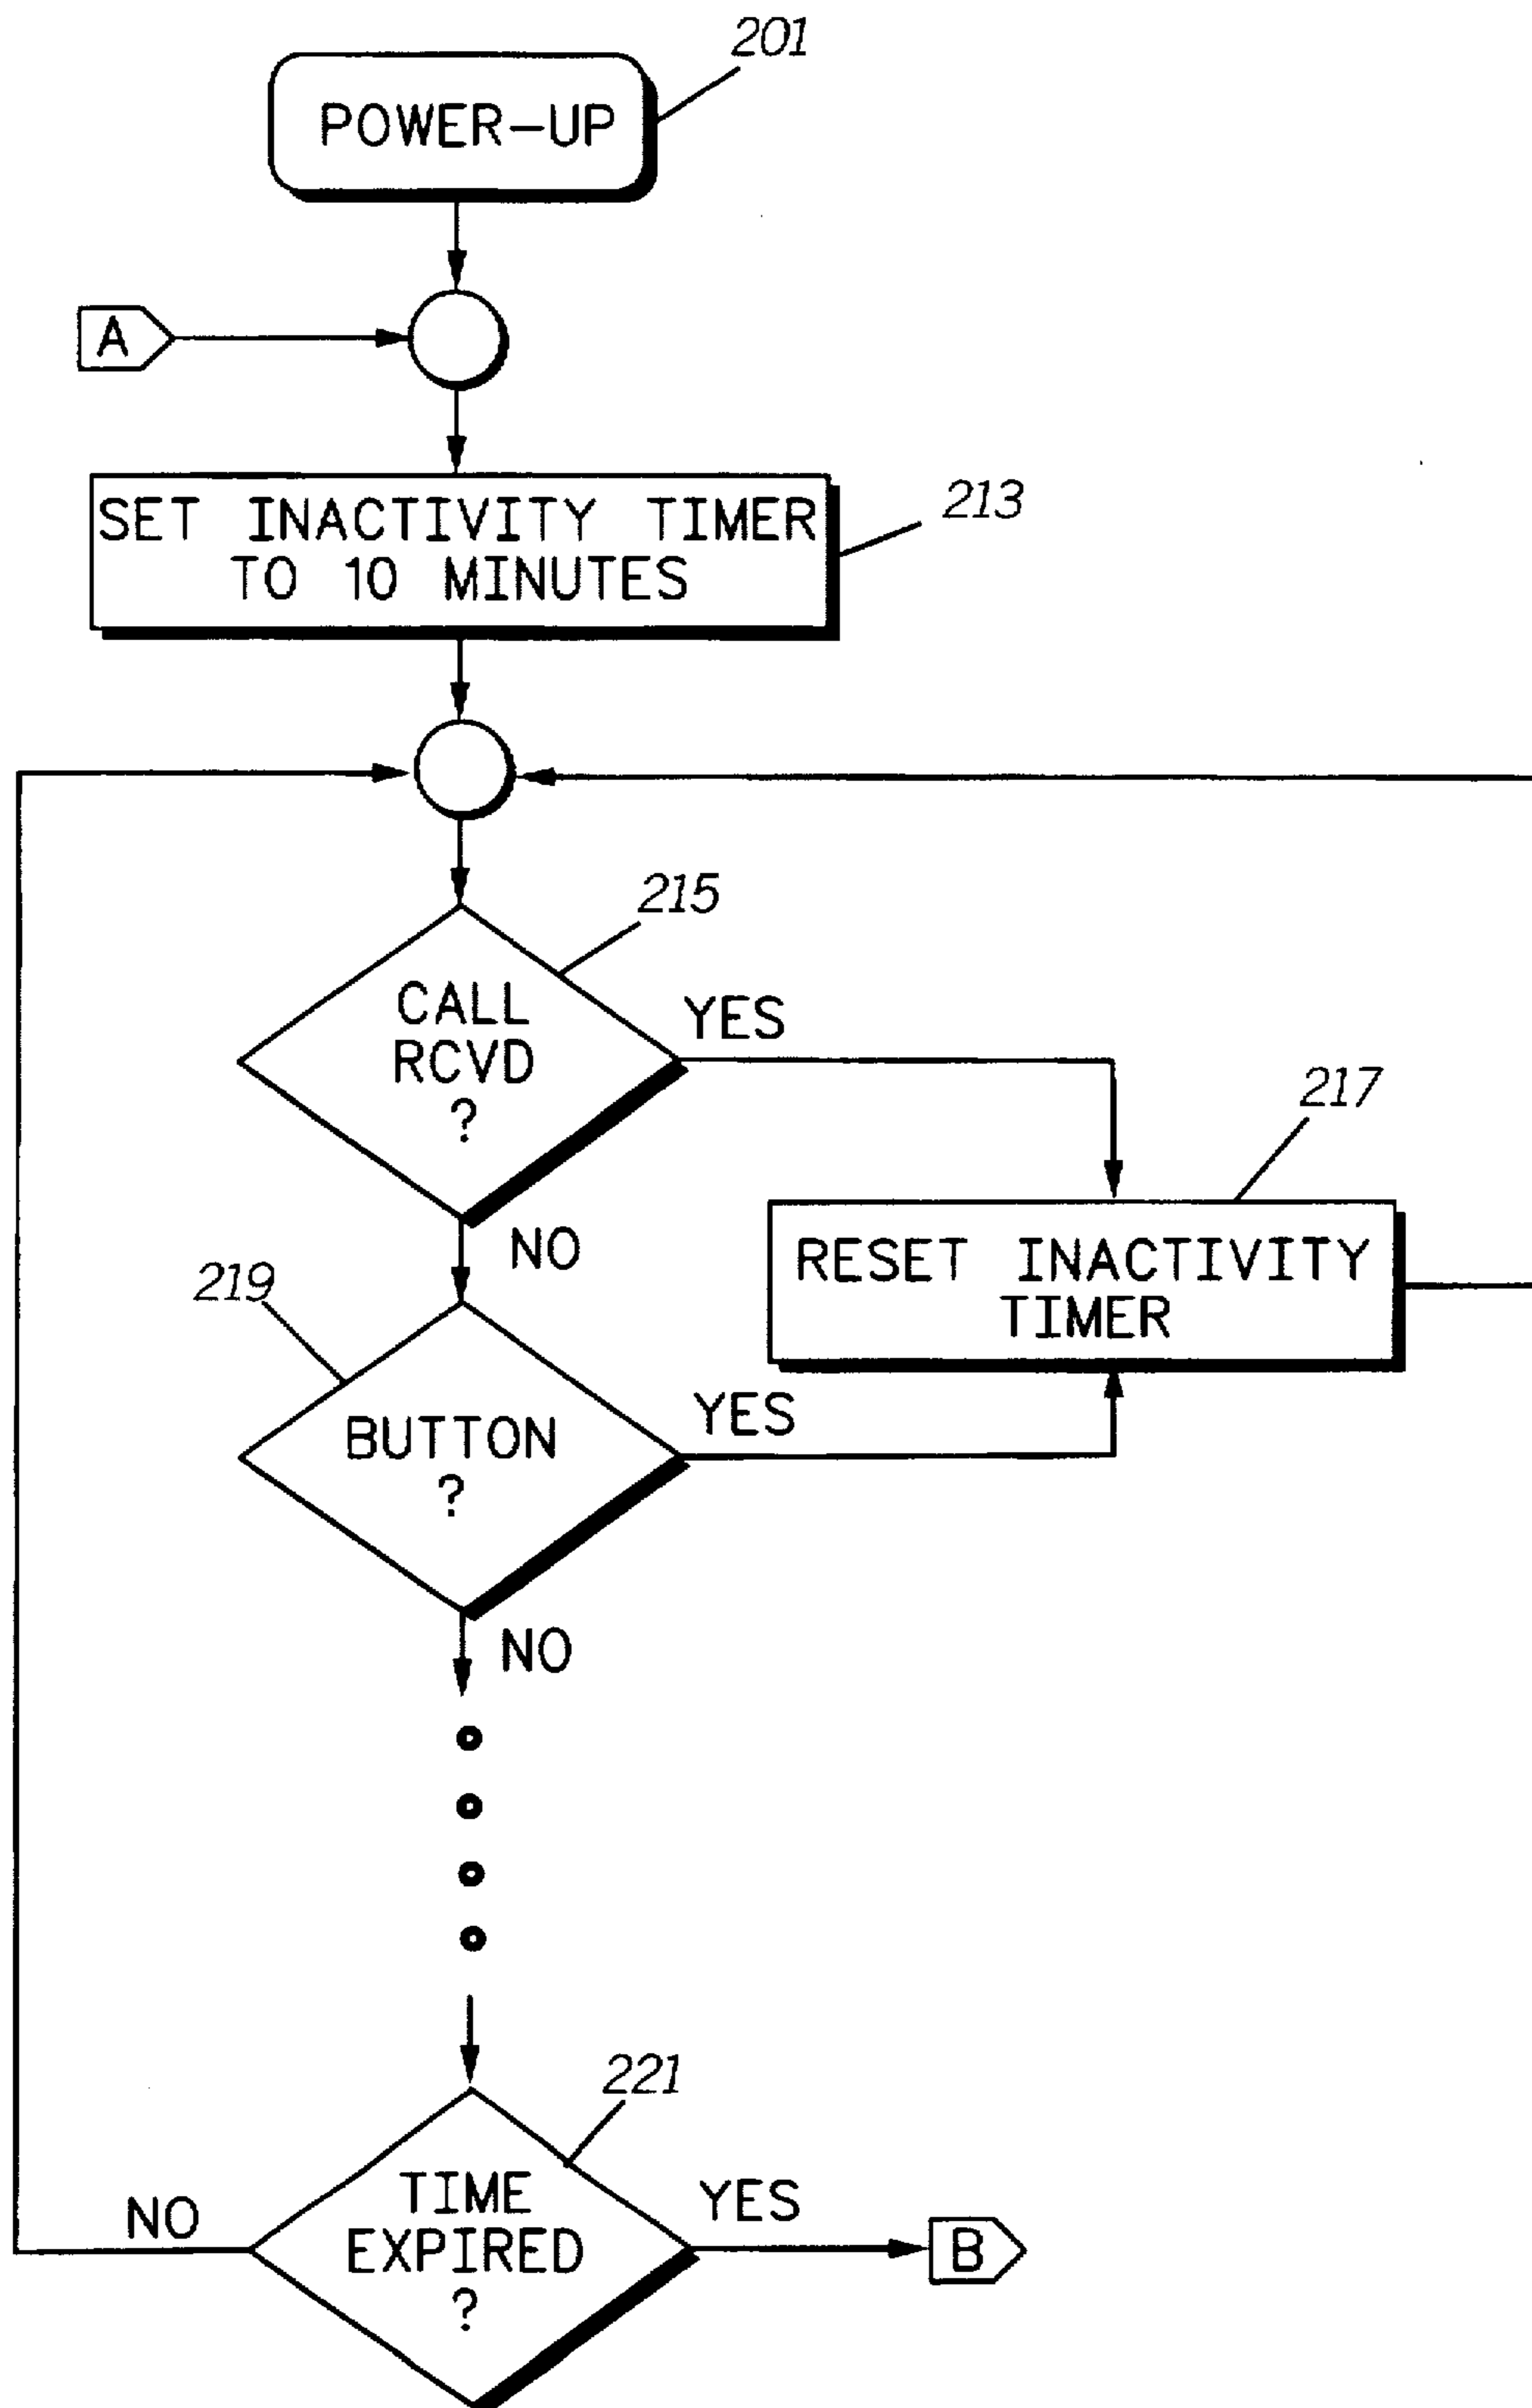 201
POWER-UP
A
SET INACTIVITY TIMER
TO 10 MINUTES
213
215
CALL
RCVD
?
YES
217
NO
RESET INACTIVITY
TIMER
219
BUTTON
?
YES
NO
221
TIME
EXPIRED
?
NO
YES
B